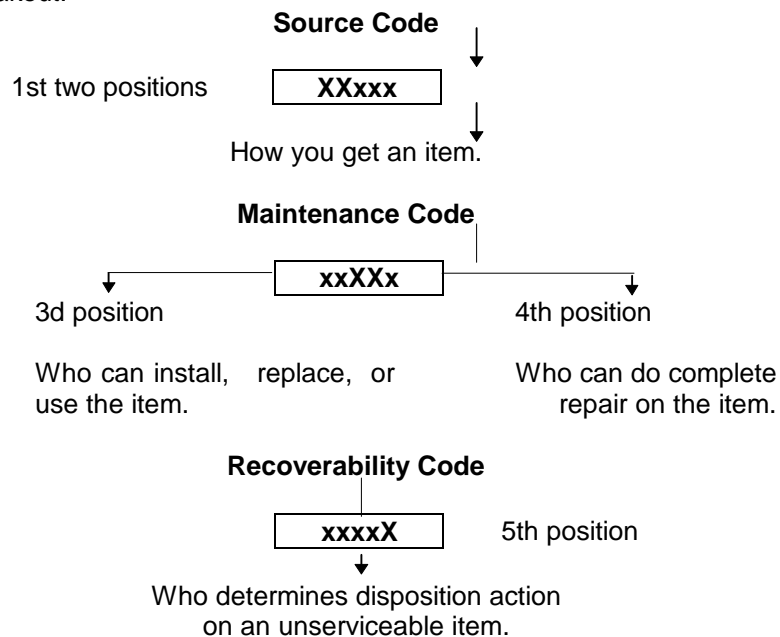 Source Code
1st two positions XXxxx
How you get an item.
Maintenance Code
xxXXx
3d position 4th position
Who can install, replace, or Who can do complete
use the item. repair on the item.
Recoverability Code
xxxxX 5th position
Who determines disposition action
on an unserviceable item.